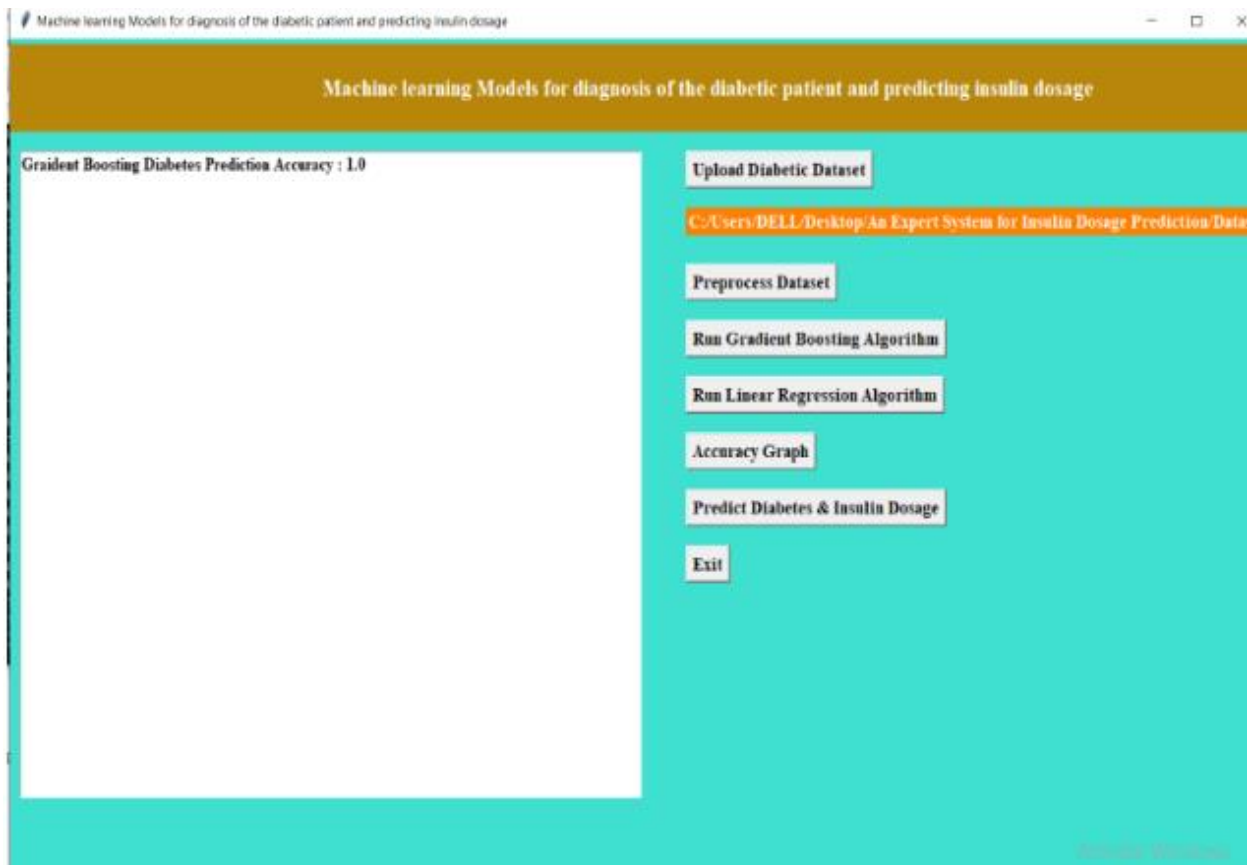 Machine learning Models for diagnosis of the diabetic patient and predicting insulin dosage
Machine learning Models for diagnosis of the diabetic patient and predicting insulin dosage
Graident Boosting Diabetes Prediction Accuracy : 1.0
Upload Diabetic Dataset
C:/Users/DELL/Desktop/An Expert System for Insulin Dosage Prediction/Data
Preprocess Dataset
Run Gradient Boosting Algorithm
Run Linear Regression Algorithm
Accuracy Graph
Predict Diabetes & Insulin Dosage
Exit